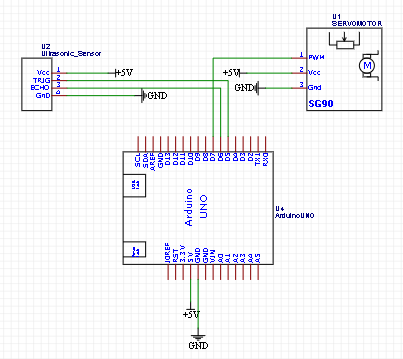 U1
SERVOMOTOR
PWM 1
Vcc 2
Gnd 3
M
SG90
+5V
GND
U2
Ultrasonic_Sensor
Vcc 1
TRIG 2
ECHO 3
GND 4
+5V
GND
SCL
SDA
AREF
GND
D13
D12
D11
D10
D9
D8
D7
D6
D5
D4
D3
D2
TX1
RX0
Arduino
UNO
U4
ArduinoUNO
IOREF
RST
3.3V
5V
GND
GND
VIN
A0
A1
A2
A3
A4
A5
+5V
GND